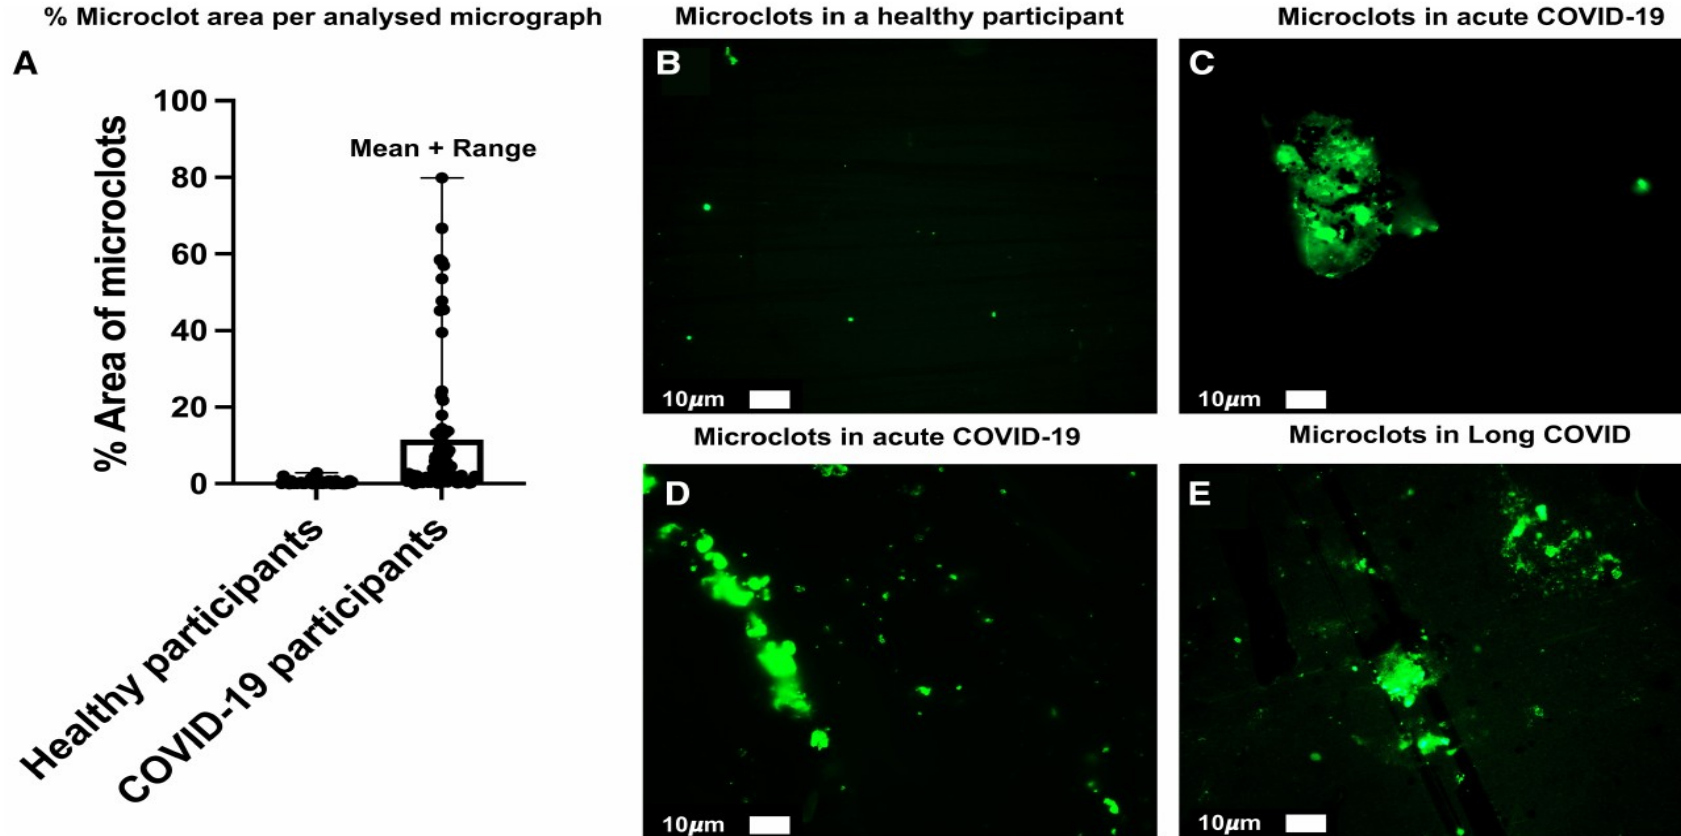 % Microclot area per analysed micrograph
A
% Area of microclots
100
80
60
40
20
0
Mean + Range
Healthy participants
COVID-19 participants
Microclots in a healthy participant
B
10µm
Microclots in acute COVID-19
C
10µm
Microclots in acute COVID-19
D
10µm
Microclots in Long COVID
E
10µm